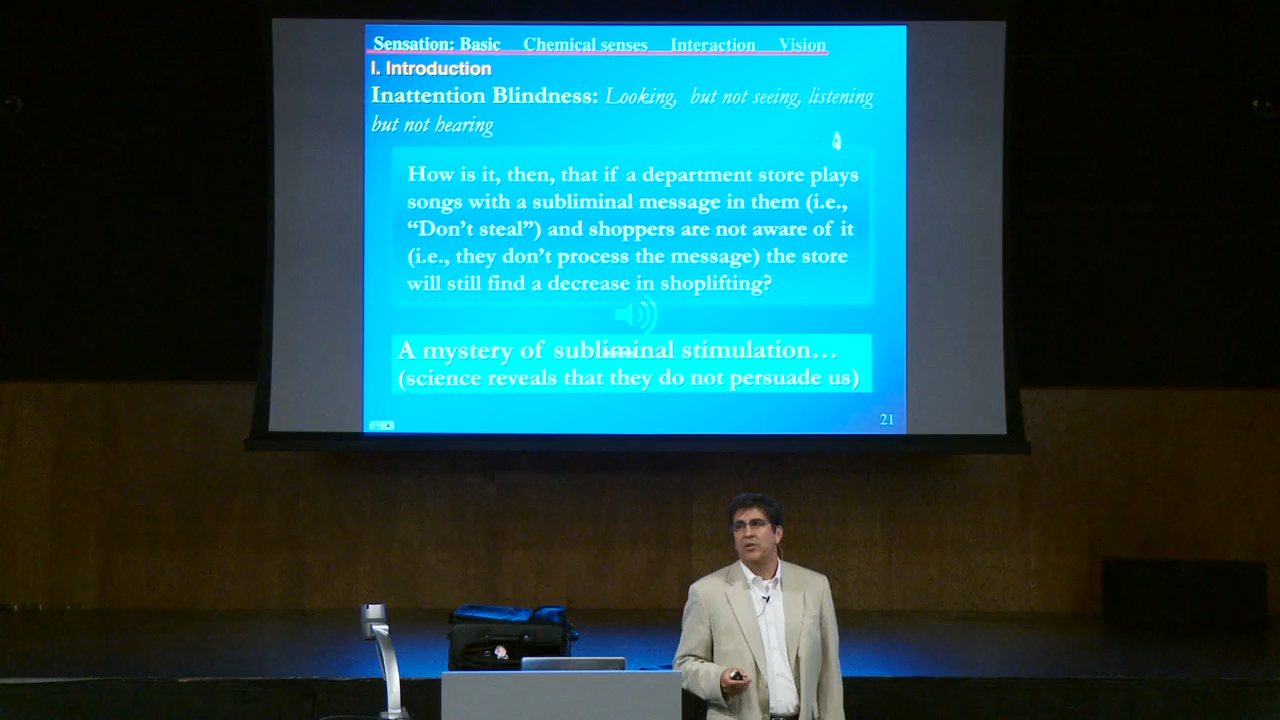 Sensation: Basic Chemical senses Interaction Vision
I. Introduction
Inattention Blindness: Looking, but not seeing, listening
but not hearing
How is it, then, that if a department store plays
songs with a subliminal message in them (i.e.,
“Don’t steal”) and shoppers are not aware of it
(i.e., they don’t process the message) the store
will still find a decrease in shoplifting?
A mystery of subliminal stimulation…
(science reveals that they do not persuade us)
21